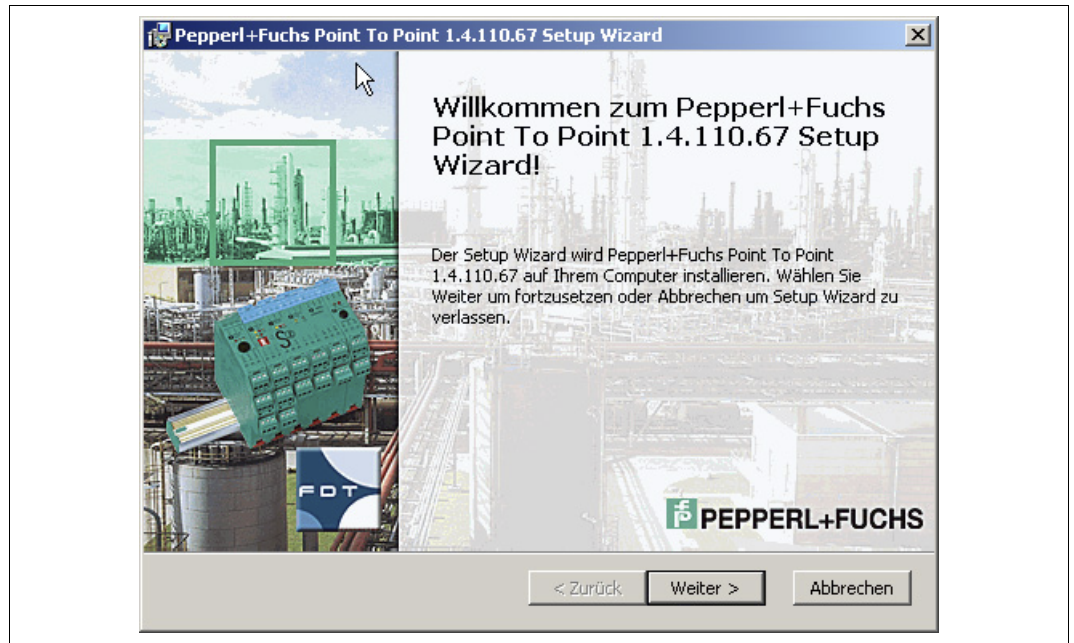 Pepperl+Fuchs Point To Point 1.4.110.67 Setup Wizard
Willkommen zum Pepperl+Fuchs
Point To Point 1.4.110.67 Setup
Wizard!
Der Setup Wizard wird Pepperl+Fuchs Point To Point
1.4.110.67 auf Ihrem Computer installieren. Wählen Sie
Weiter um fortzusetzen oder Abbrechen um Setup Wizard zu
verlassen.
FDT
PEPPERL+FUCHS
< Zurück
Weiter >
Abbrechen